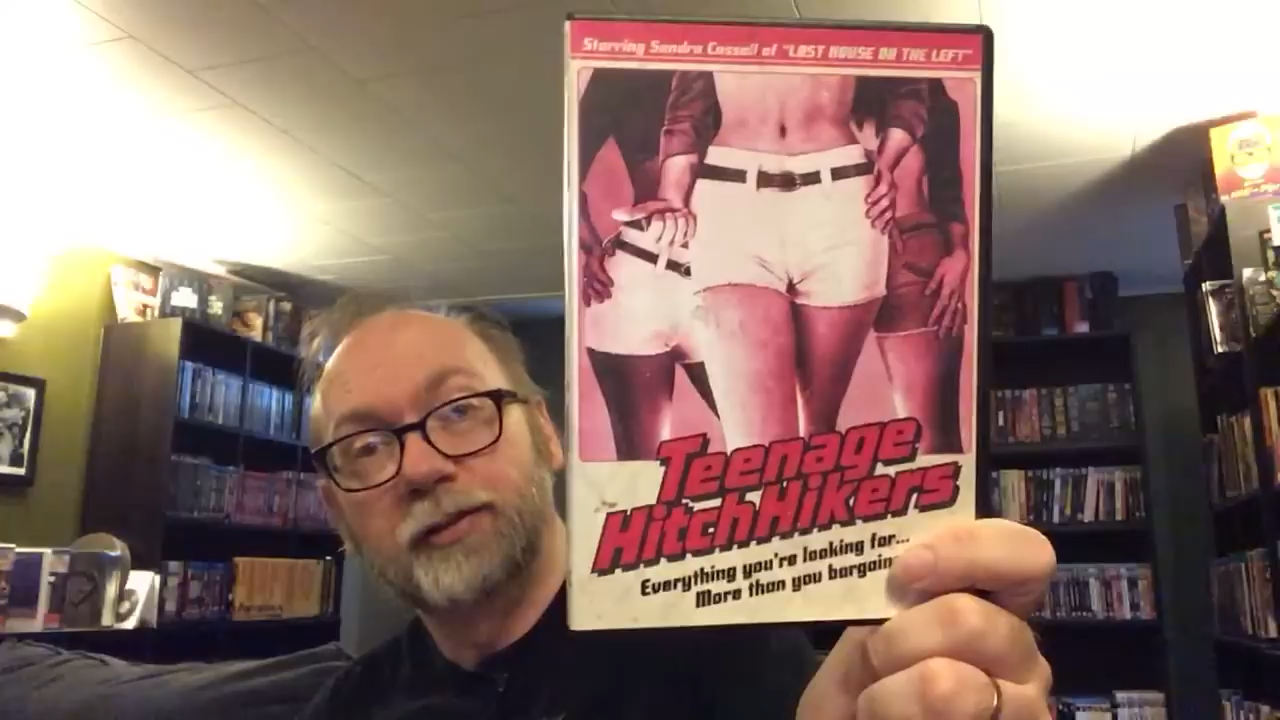 Starring Sandra Cassell of "LAST HOUSE ON THE LEFT"
Teenage
HitchHikers
Everything you're looking for...
More than you bargain